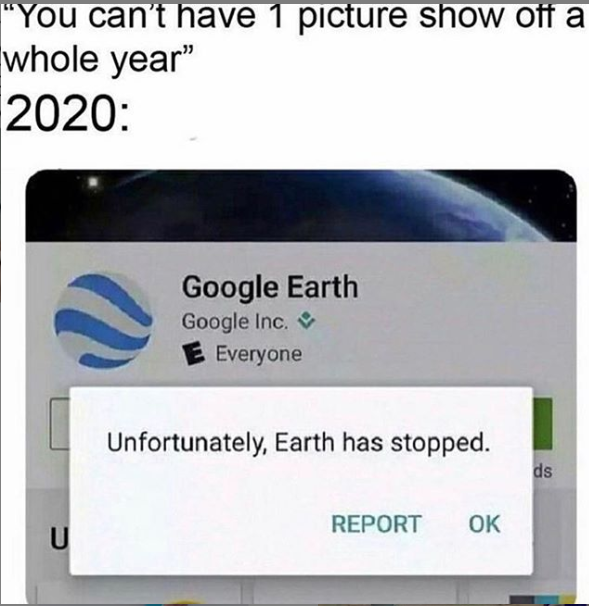 "You can't have 1 picture show off a
whole year"
2020:
Google Earth
Google Inc.
E Everyone
Unfortunately, Earth has stopped.
ds
REPORT OK
U